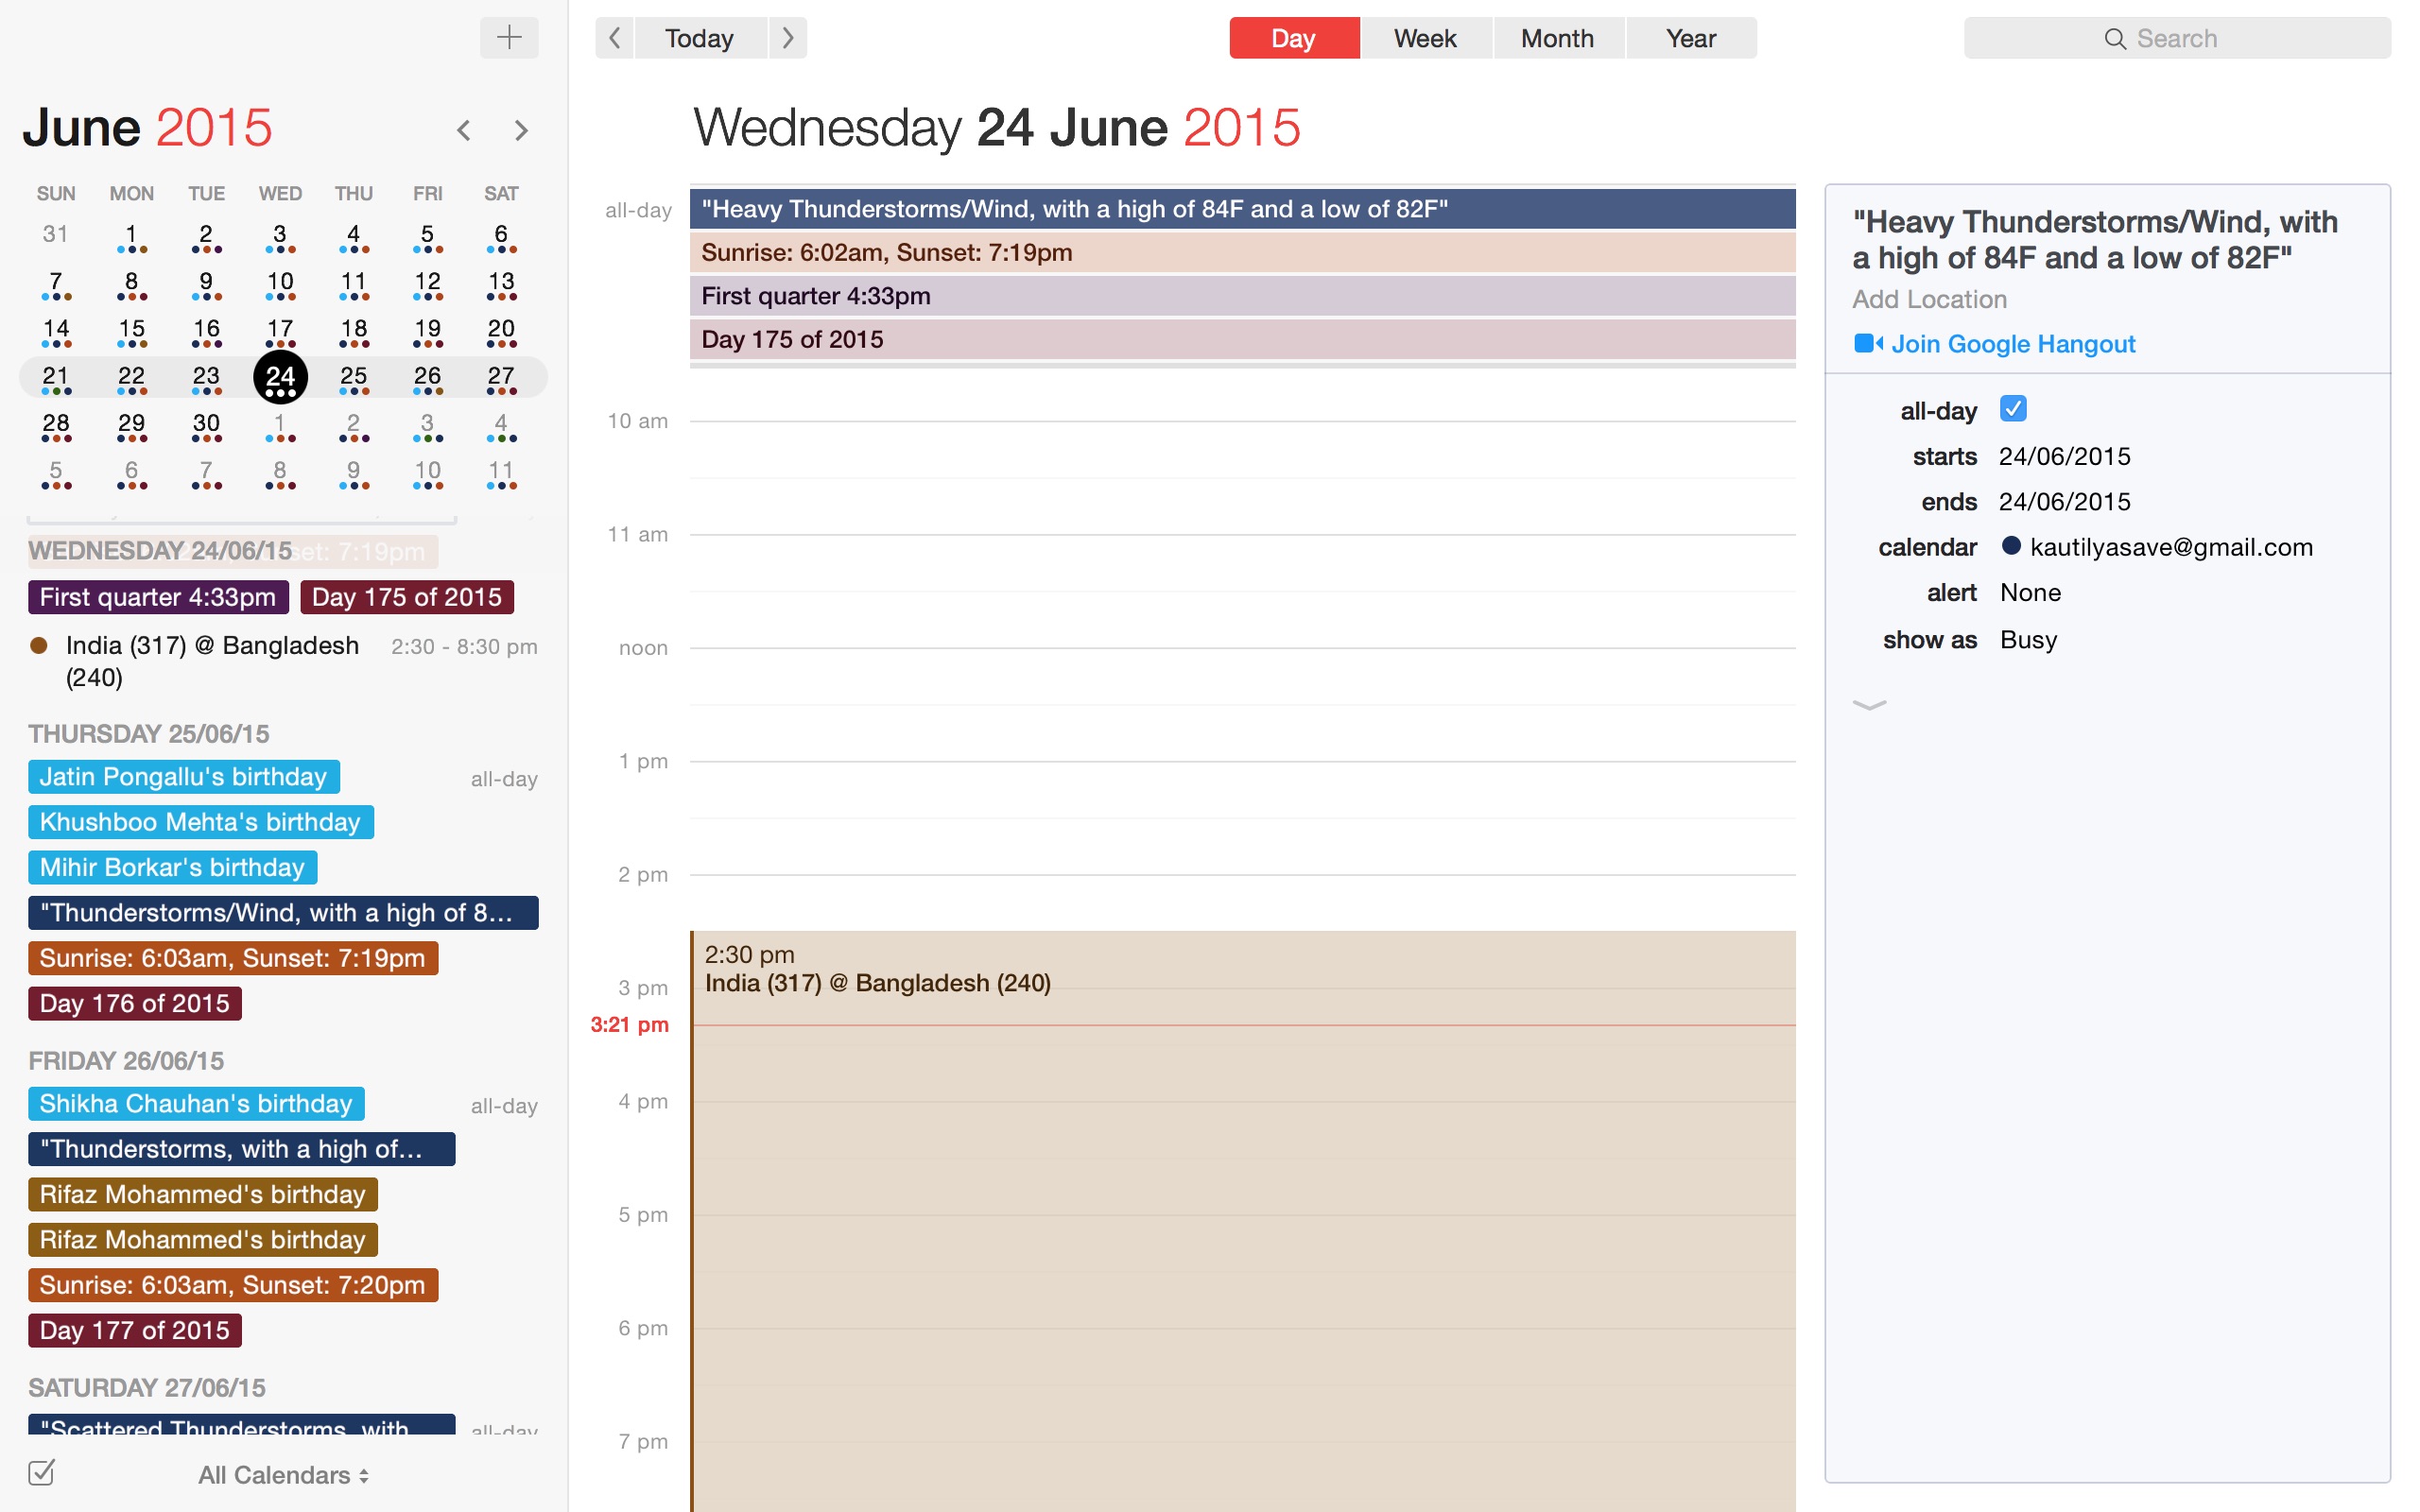 Today
Day
Week
Month
Year
Search
June 2015
SUN MON TUE WED THU FRI SAT
31 1 2 3 4 5 6
7 8 9 10 11 12 13
14 15 16 17 18 19 20
21 22 23 24 25 26 27
28 29 30 1 2 3 4
5 6 7 8 9 10 11
WEDNESDAY 24/06/15
set: 7:19pm
First quarter 4:33pm
Day 175 of 2015
India (317) @ Bangladesh
(240)
2:30 - 8:30 pm
THURSDAY 25/06/15
Jatin Pongallu's birthday
all-day
Khushboo Mehta's birthday
Mihir Borkar's birthday
"Thunderstorms/Wind, with a high of 8...
Sunrise: 6:03am, Sunset: 7:19pm
Day 176 of 2015
FRIDAY 26/06/15
Shikha Chauhan's birthday
all-day
"Thunderstorms, with a high of...
Rifaz Mohammed's birthday
Rifaz Mohammed's birthday
Sunrise: 6:03am, Sunset: 7:20pm
Day 177 of 2015
SATURDAY 27/06/15
"Scattered Thunderstorms, with
all-day
All Calendars
Wednesday 24 June 2015
all-day
"Heavy Thunderstorms/Wind, with a high of 84F and a low of 82F"
Sunrise: 6:02am, Sunset: 7:19pm
First quarter 4:33pm
Day 175 of 2015
10 am
11 am
noon
1 pm
2 pm
2:30 pm
India (317) @ Bangladesh (240)
3 pm
3:21 pm
4 pm
5 pm
6 pm
7 pm
"Heavy Thunderstorms/Wind, with
a high of 84F and a low of 82F"
Add Location
Join Google Hangout
all-day
starts 24/06/2015
ends 24/06/2015
calendar kautilyasave@gmail.com
alert None
show as Busy